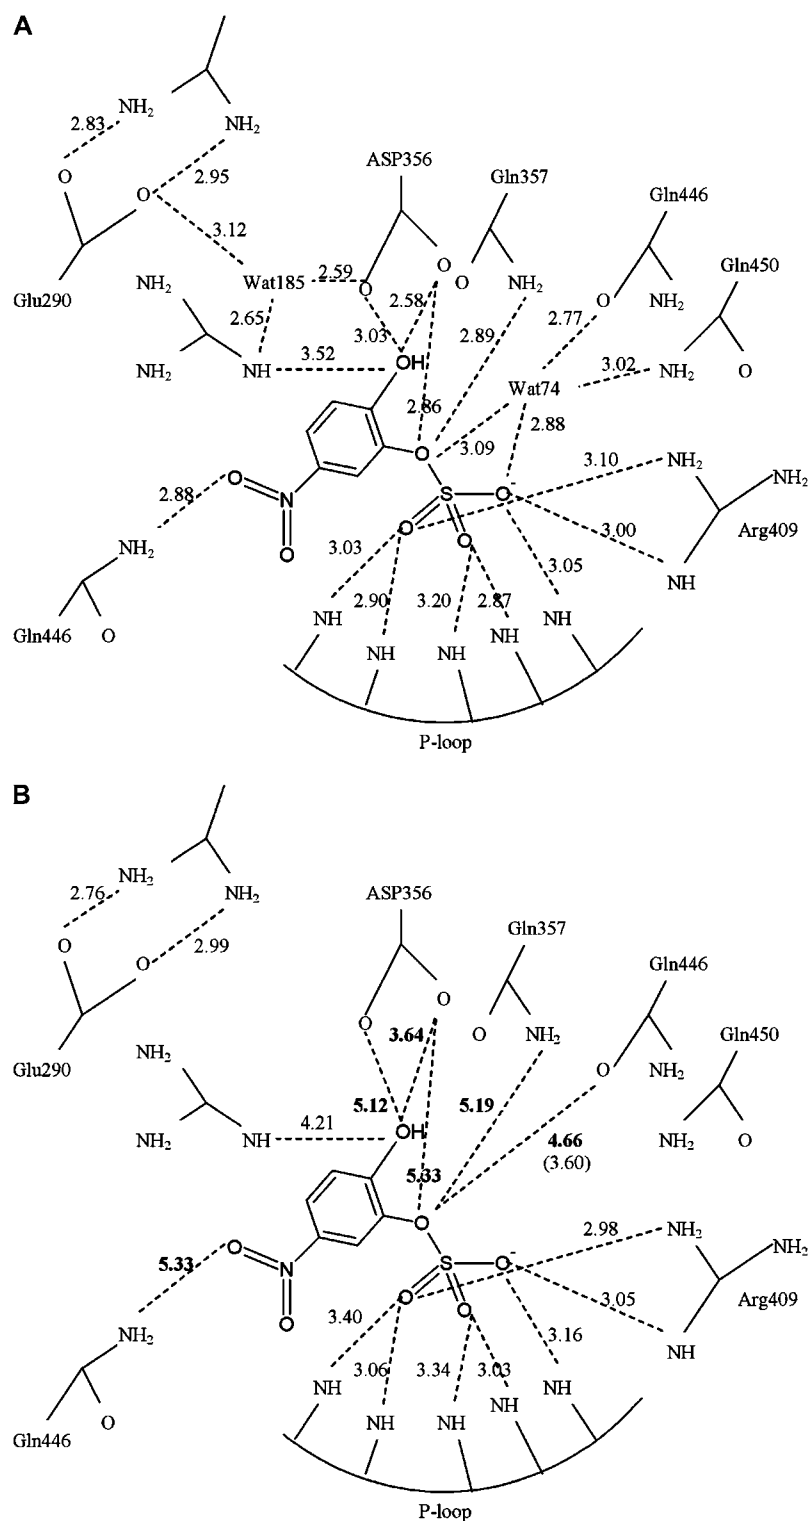 A
NH2
2.83
NH2
ASP356
O
2.95
Gln357
O
Gln446
3.12
O
Gln450
Wat185
2.59
O
2.58
O
NH2
Glu290
NH2
O
NH2
2.65
3.03
2.89
2.77
3.52
OH
3.02
NH2
NH
Wat74
NH2
O
2.86
2.88
O
3.09
3.10
NH2
O
2.88
N
S
O-
NH2
O
O
3.00
Arg409
NH2
O
3.03
3.05
NH
2.90
3.20
2.87
Gln446
O
NH
NH
NH
NH
NH
P-loop
B
NH2
2.76
NH2
ASP356
O
2.99
Gln357
O
Gln446
O
O
3.64
O
NH2
Gln450
Glu290
NH2
O
NH2
5.12
5.19
4.21
OH
4.66
NH2
NH
NH2
O
(3.60)
5.33
O
2.98
NH2
O
5.33
N
S
O-
NH2
O
O
3.05
Arg409
NH2
O
3.40
3.16
NH
3.06
3.34
3.03
NH
NH
NH
O
NH
NH
Gln446
P-loop